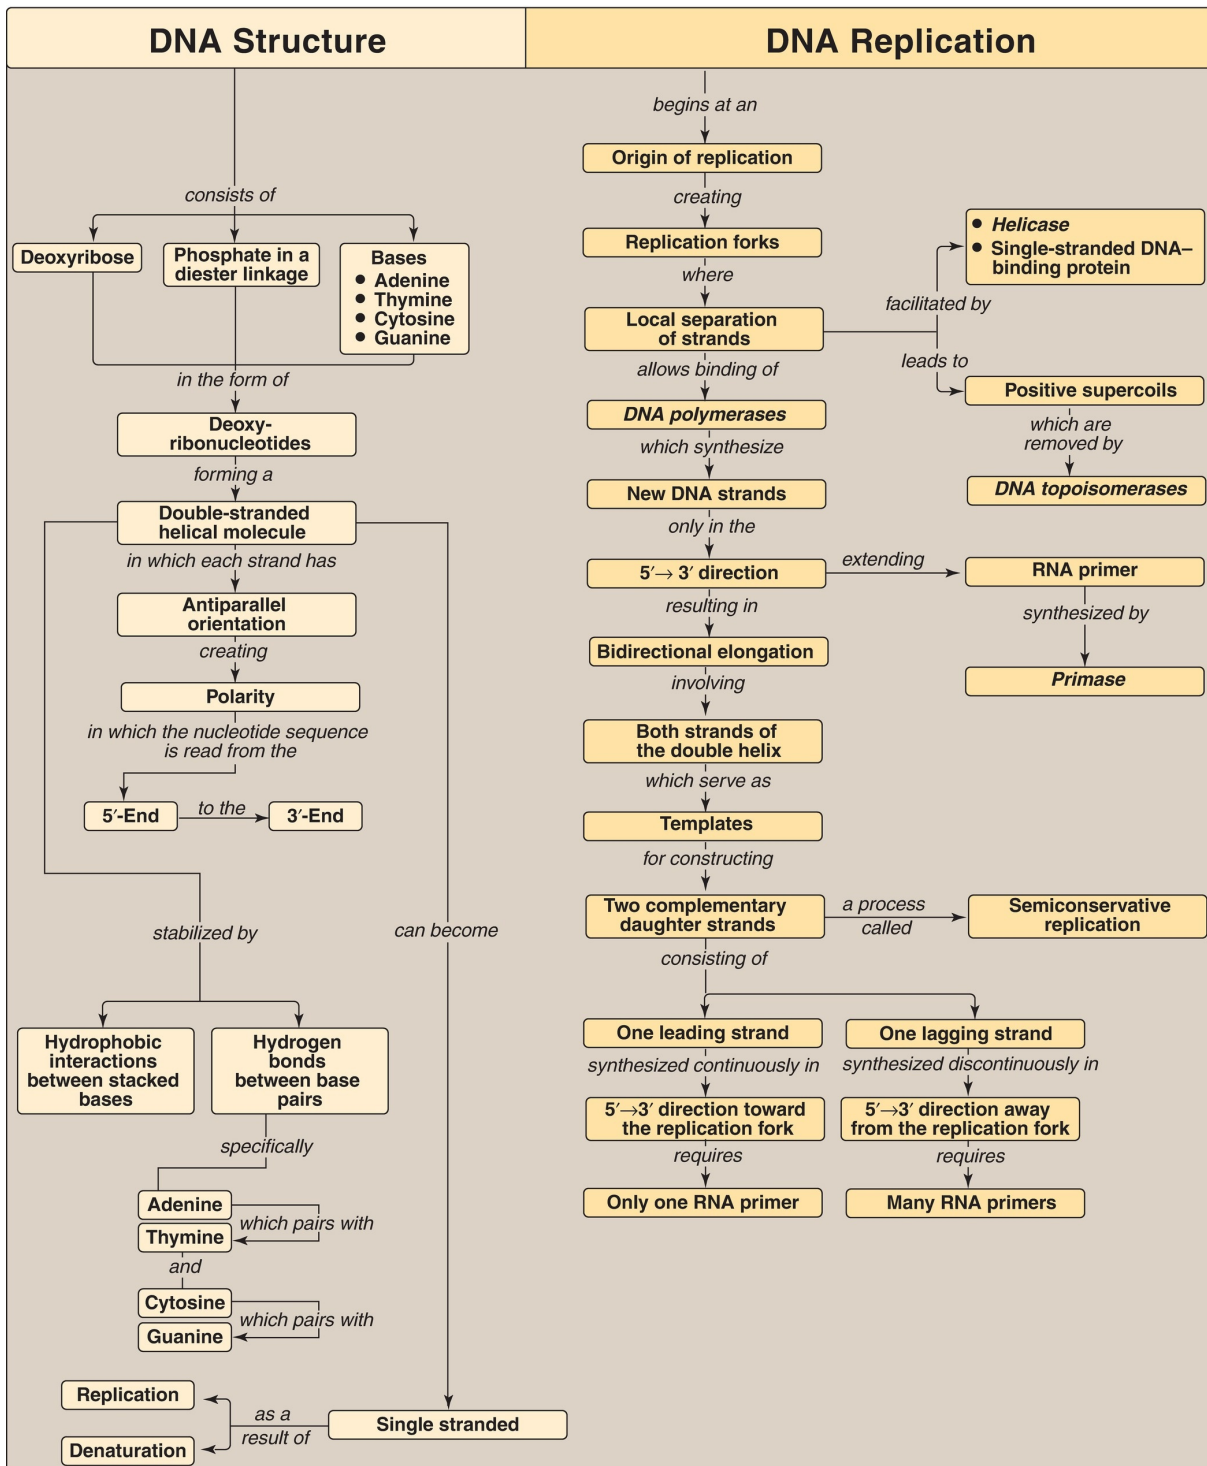 DNA Structure
consists of
Deoxyribose
Phosphate in a
diester linkage
Bases
● Adenine
● Thymine
● Cytosine
● Guanine
in the form of
Deoxy-
ribonucleotides
forming a
Double-stranded
helical molecule
in which each strand has
Antiparallel
orientation
creating
Polarity
in which the nucleotide sequence
is read from the
5′-End
to the
3′-End
stabilized by
can become
Hydrophobic
interactions
between stacked
bases
Hydrogen
bonds
between base
pairs
specifically
Adenine
which pairs with
Thymine
and
Cytosine
which pairs with
Guanine
Replication
as a
result of
Single stranded
Denaturation
DNA Replication
begins at an
Origin of replication
creating
Replication forks
where
Local separation
of strands
facilitated by
● Helicase
● Single-stranded DNA–
binding protein
leads to
Positive supercoils
which are
removed by
DNA topoisomerases
allows binding of
DNA polymerases
which synthesize
New DNA strands
only in the
5′→ 3′ direction
extending
RNA primer
synthesized by
Primase
resulting in
Bidirectional elongation
involving
Both strands of
the double helix
which serve as
Templates
for constructing
Two complementary
daughter strands
a process
called
Semiconservative
replication
consisting of
One leading strand
synthesized continuously in
5′→3′ direction toward
the replication fork
requires
Only one RNA primer
One lagging strand
synthesized discontinuously in
5′→3′ direction away
from the replication fork
requires
Many RNA primers